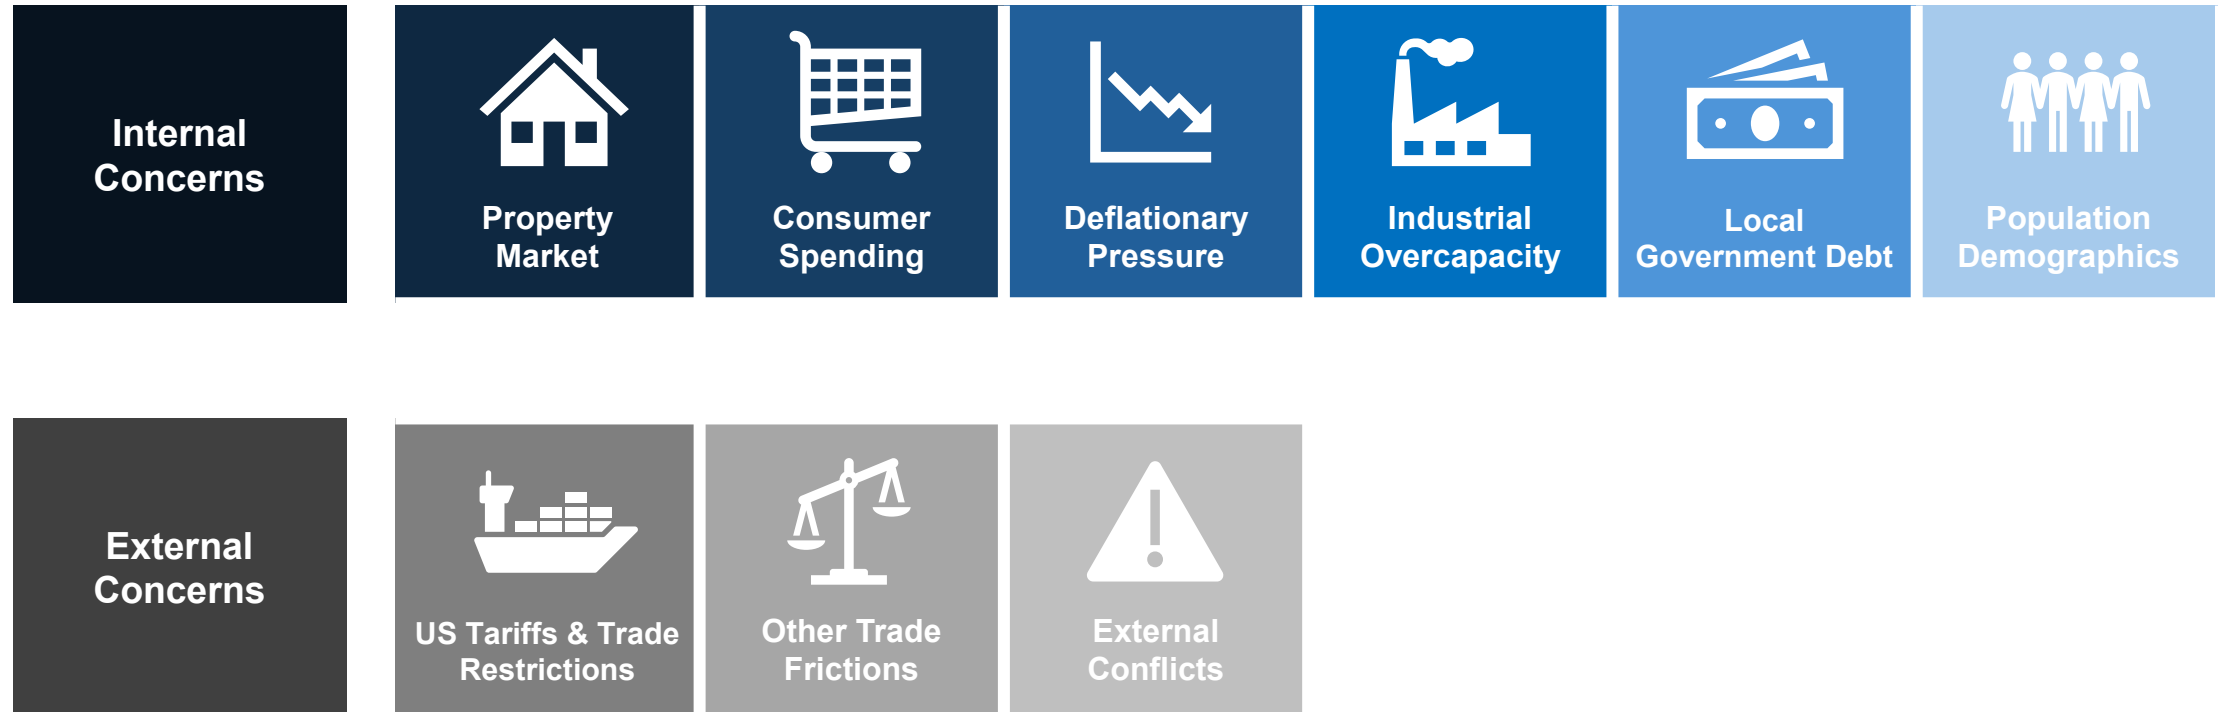 Internal
Concerns
Property
Market
Consumer
Spending
Deflationary
Pressure
Industrial
Overcapacity
Local
Government Debt
Population
Demographics
External
Concerns
US Tariffs & Trade
Restrictions
Other Trade
Frictions
External
Conflicts